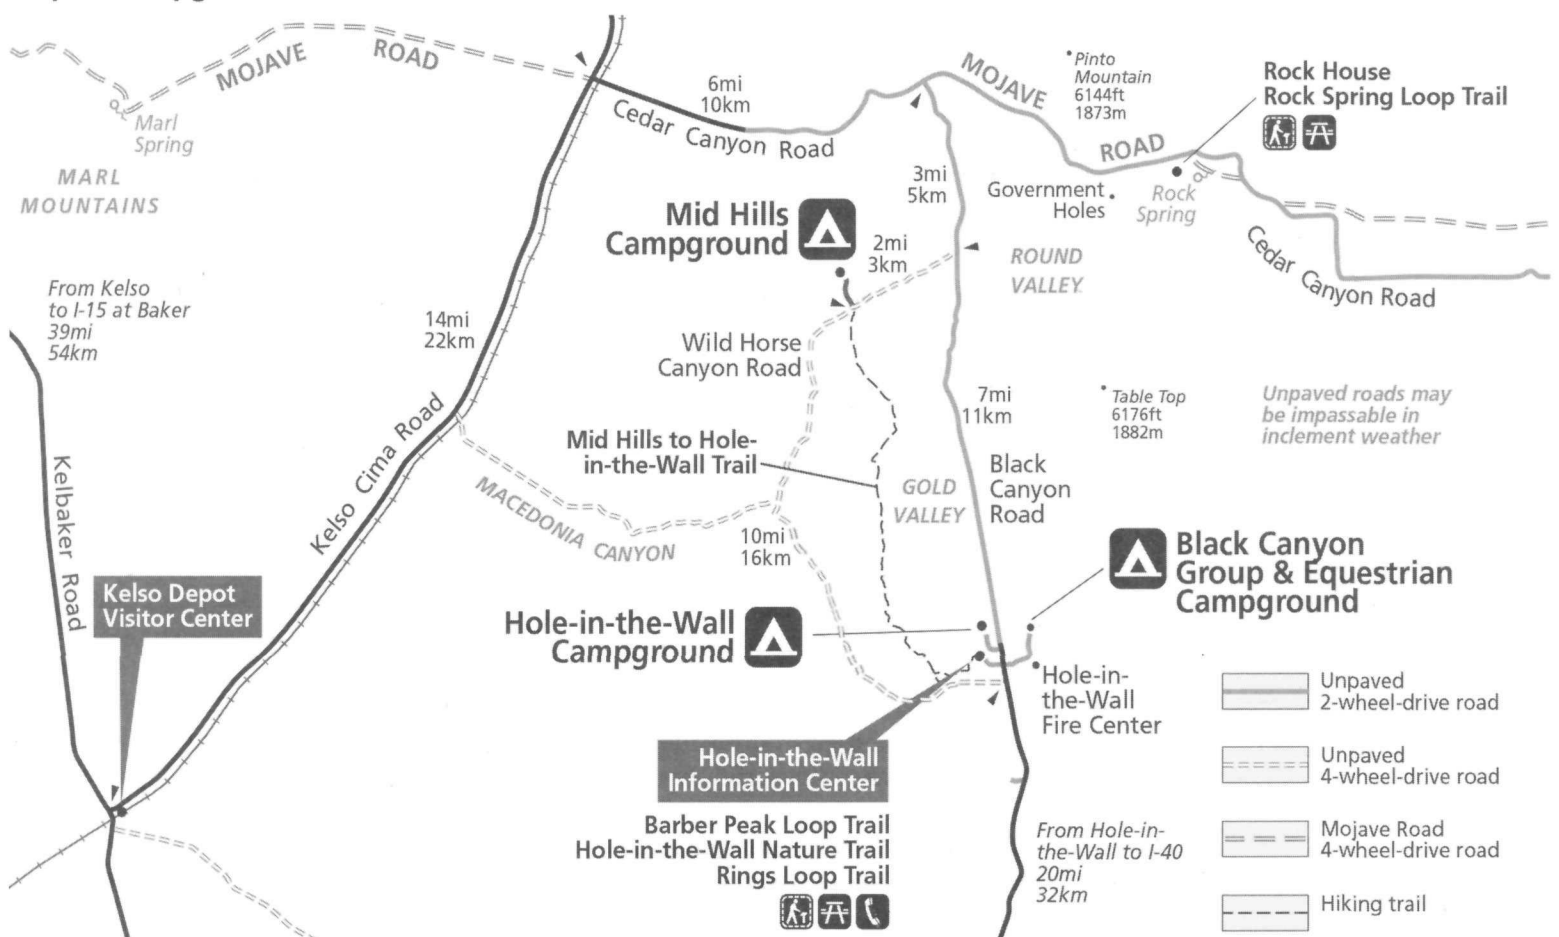 MOJAVE
ROAD
Marl
Spring
MARL
MOUNTAINS
6mi
10km
Cedar Canyon Road
MOJAVE
ROAD
Pinto
Mountain
6144ft
1873m
Rock House
Rock Spring Loop Trail
3mi
5km
Government
Holes
Rock
Spring
Mid Hills
Campground
2mi
3km
ROUND
VALLEY
Cedar Canyon Road
From Kelso
to I-15 at Baker
39mi
54km
14mi
22km
Wild Horse
Canyon Road
7mi
11km
Table Top
6176ft
1882m
Unpaved roads may
be impassable in
inclement weather
Kelbaker Road
Kelso Cima Road
Mid Hills to Hole-
in-the-Wall Trail
GOLD
VALLEY
Black
Canyon
Road
MACEDONIA CANYON
10mi
16km
Black Canyon
Group & Equestrian
Campground
Kelso Depot
Visitor Center
Hole-in-the-Wall
Campground
Hole-in-
the-Wall
Fire Center
Hole-in-the-Wall
Information Center
Barber Peak Loop Trail
Hole-in-the-Wall Nature Trail
Rings Loop Trail
From Hole-in-
the-Wall to I-40
20mi
32km
Unpaved
2-wheel-drive road
Unpaved
4-wheel-drive road
Mojave Road
4-wheel-drive road
Hiking trail